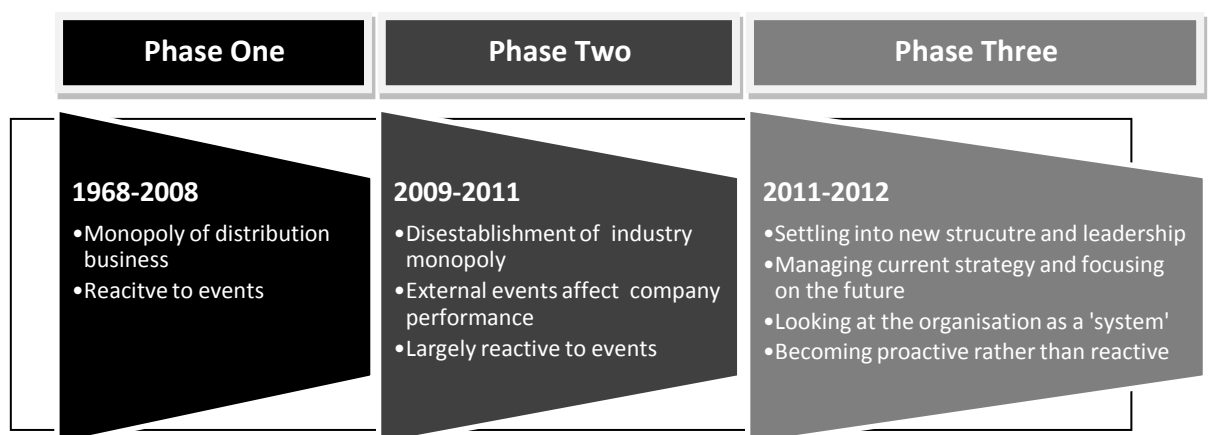 Phase One
Phase Two
Phase Three
1968-2008
•Monopoly of distribution
business
•Reacitve to events
2009-2011
•Disestablishment of industry
monopoly
•External events affect company
performance
•Largely reactive to events
2011-2012
•Settling into new strucutre and leadership
•Managing current strategy and focusing
on the future
•Looking at the organisation as a 'system'
•Becoming proactive rather than reactive